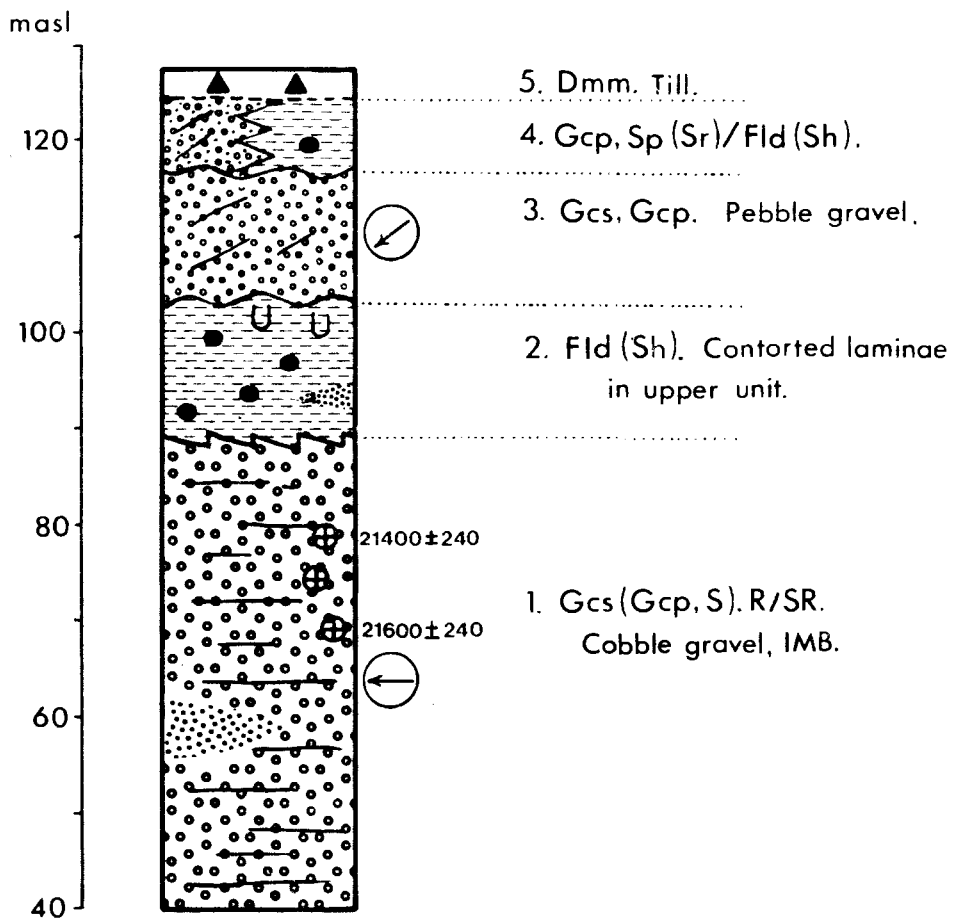 masl
5. Dmm. Till.
120
4. Gcp, Sp (Sr)/Fld (Sh).
3. Gcs, Gcp. Pebble gravel.
100
2. Fld (Sh). Contorted laminae
in upper unit.
80
21400±240
1. Gcs (Gcp, S). R/SR.
21600±240
Cobble gravel, IMB.
60
40